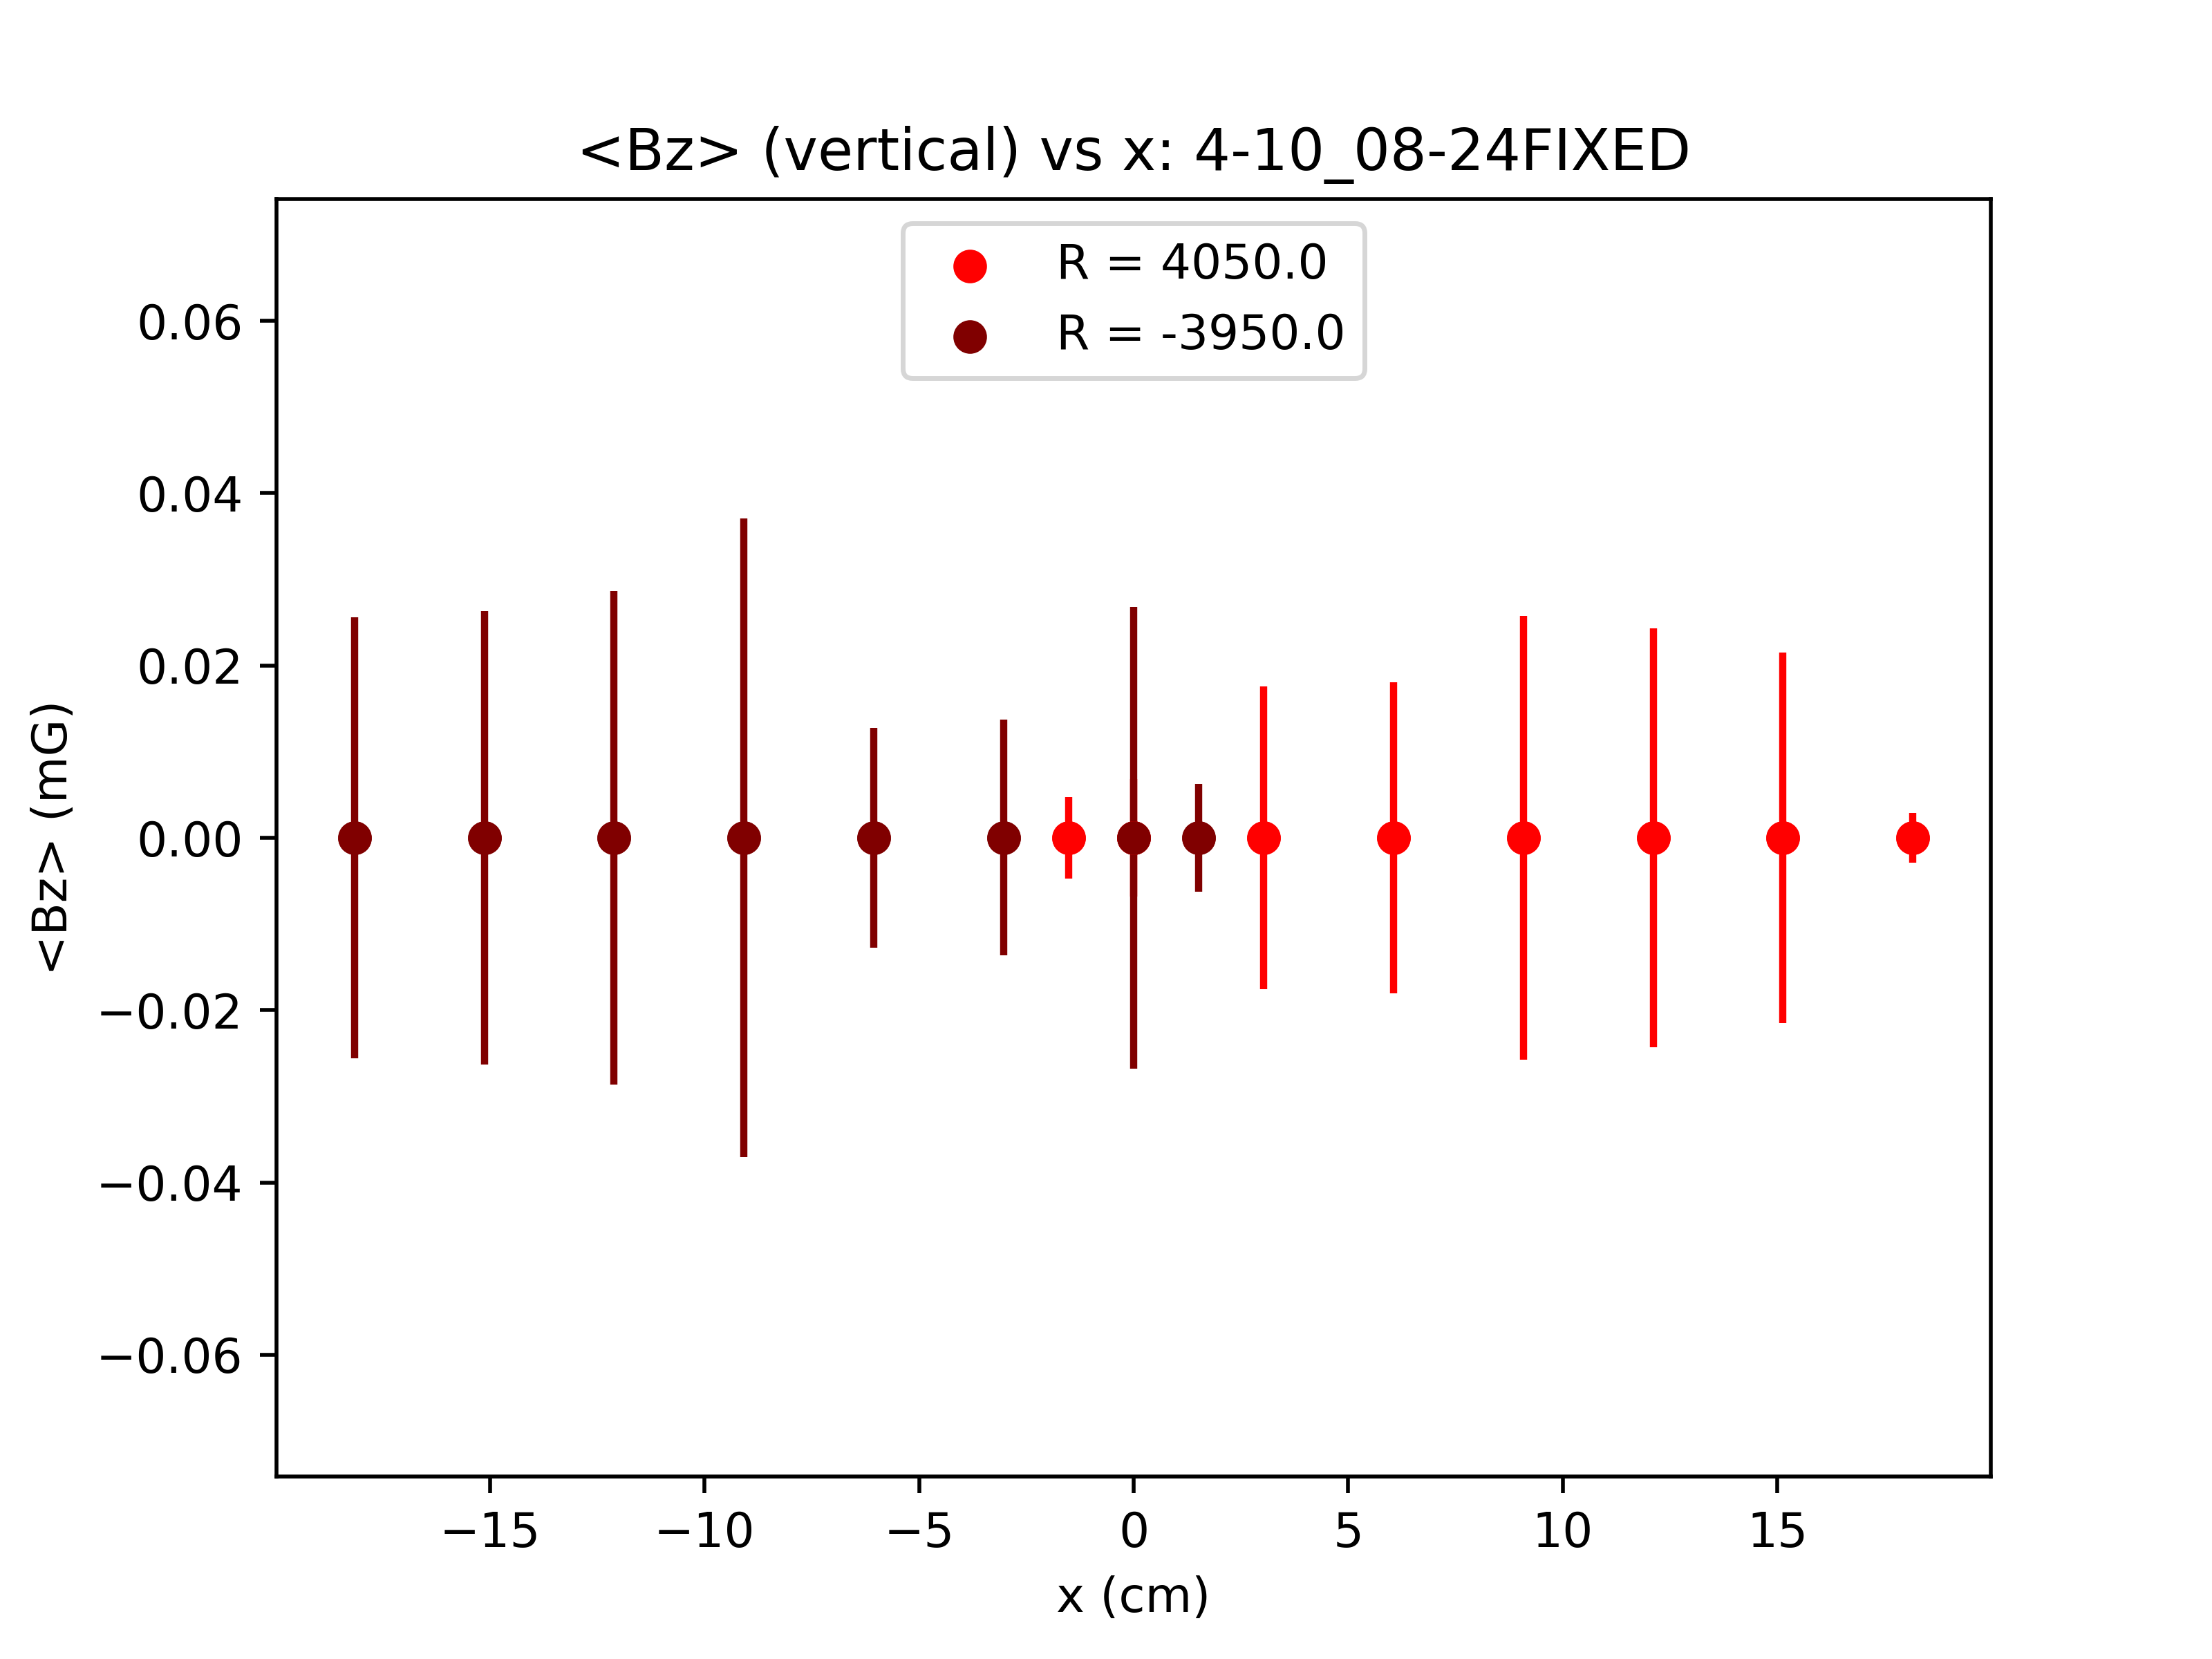 <Bz> (vertical) vs x: 4-10_08-24FIXED
R = 4050.0
R = -3950.0
0.06
0.04
0.02
0.00
−0.02
−0.04
−0.06
<Bz> (mG)
−15 −10 −5 0 5 10 15
x (cm)